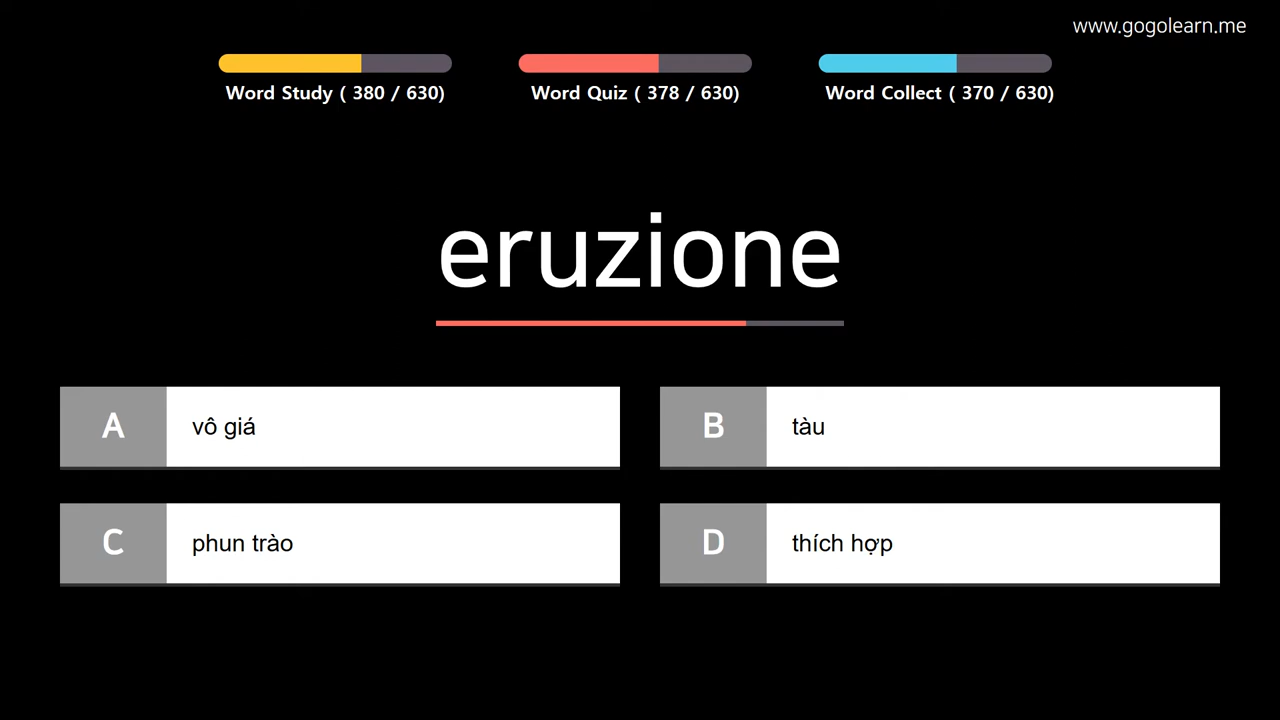 www.gogolearn.me
Word Study ( 380 / 630)
Word Quiz ( 378 / 630)
Word Collect ( 370 / 630)
eruzione
A vô giá
B tàu
C phun trào
D thích hợp